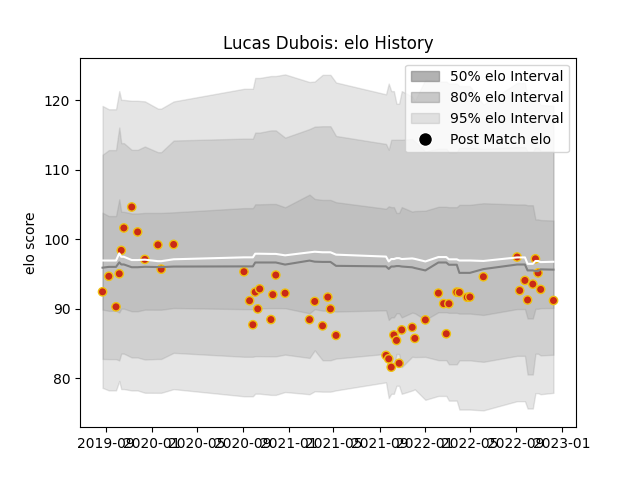 Lucas Dubois: elo History
50% elo Interval
80% elo Interval
95% elo Interval
Post Match elo
elo score
120
110
100
90
80
2019-09 2020-01 2020-05 2020-09 2021-01 2021-05 2021-09 2022-01 2022-05 2022-09 2023-01